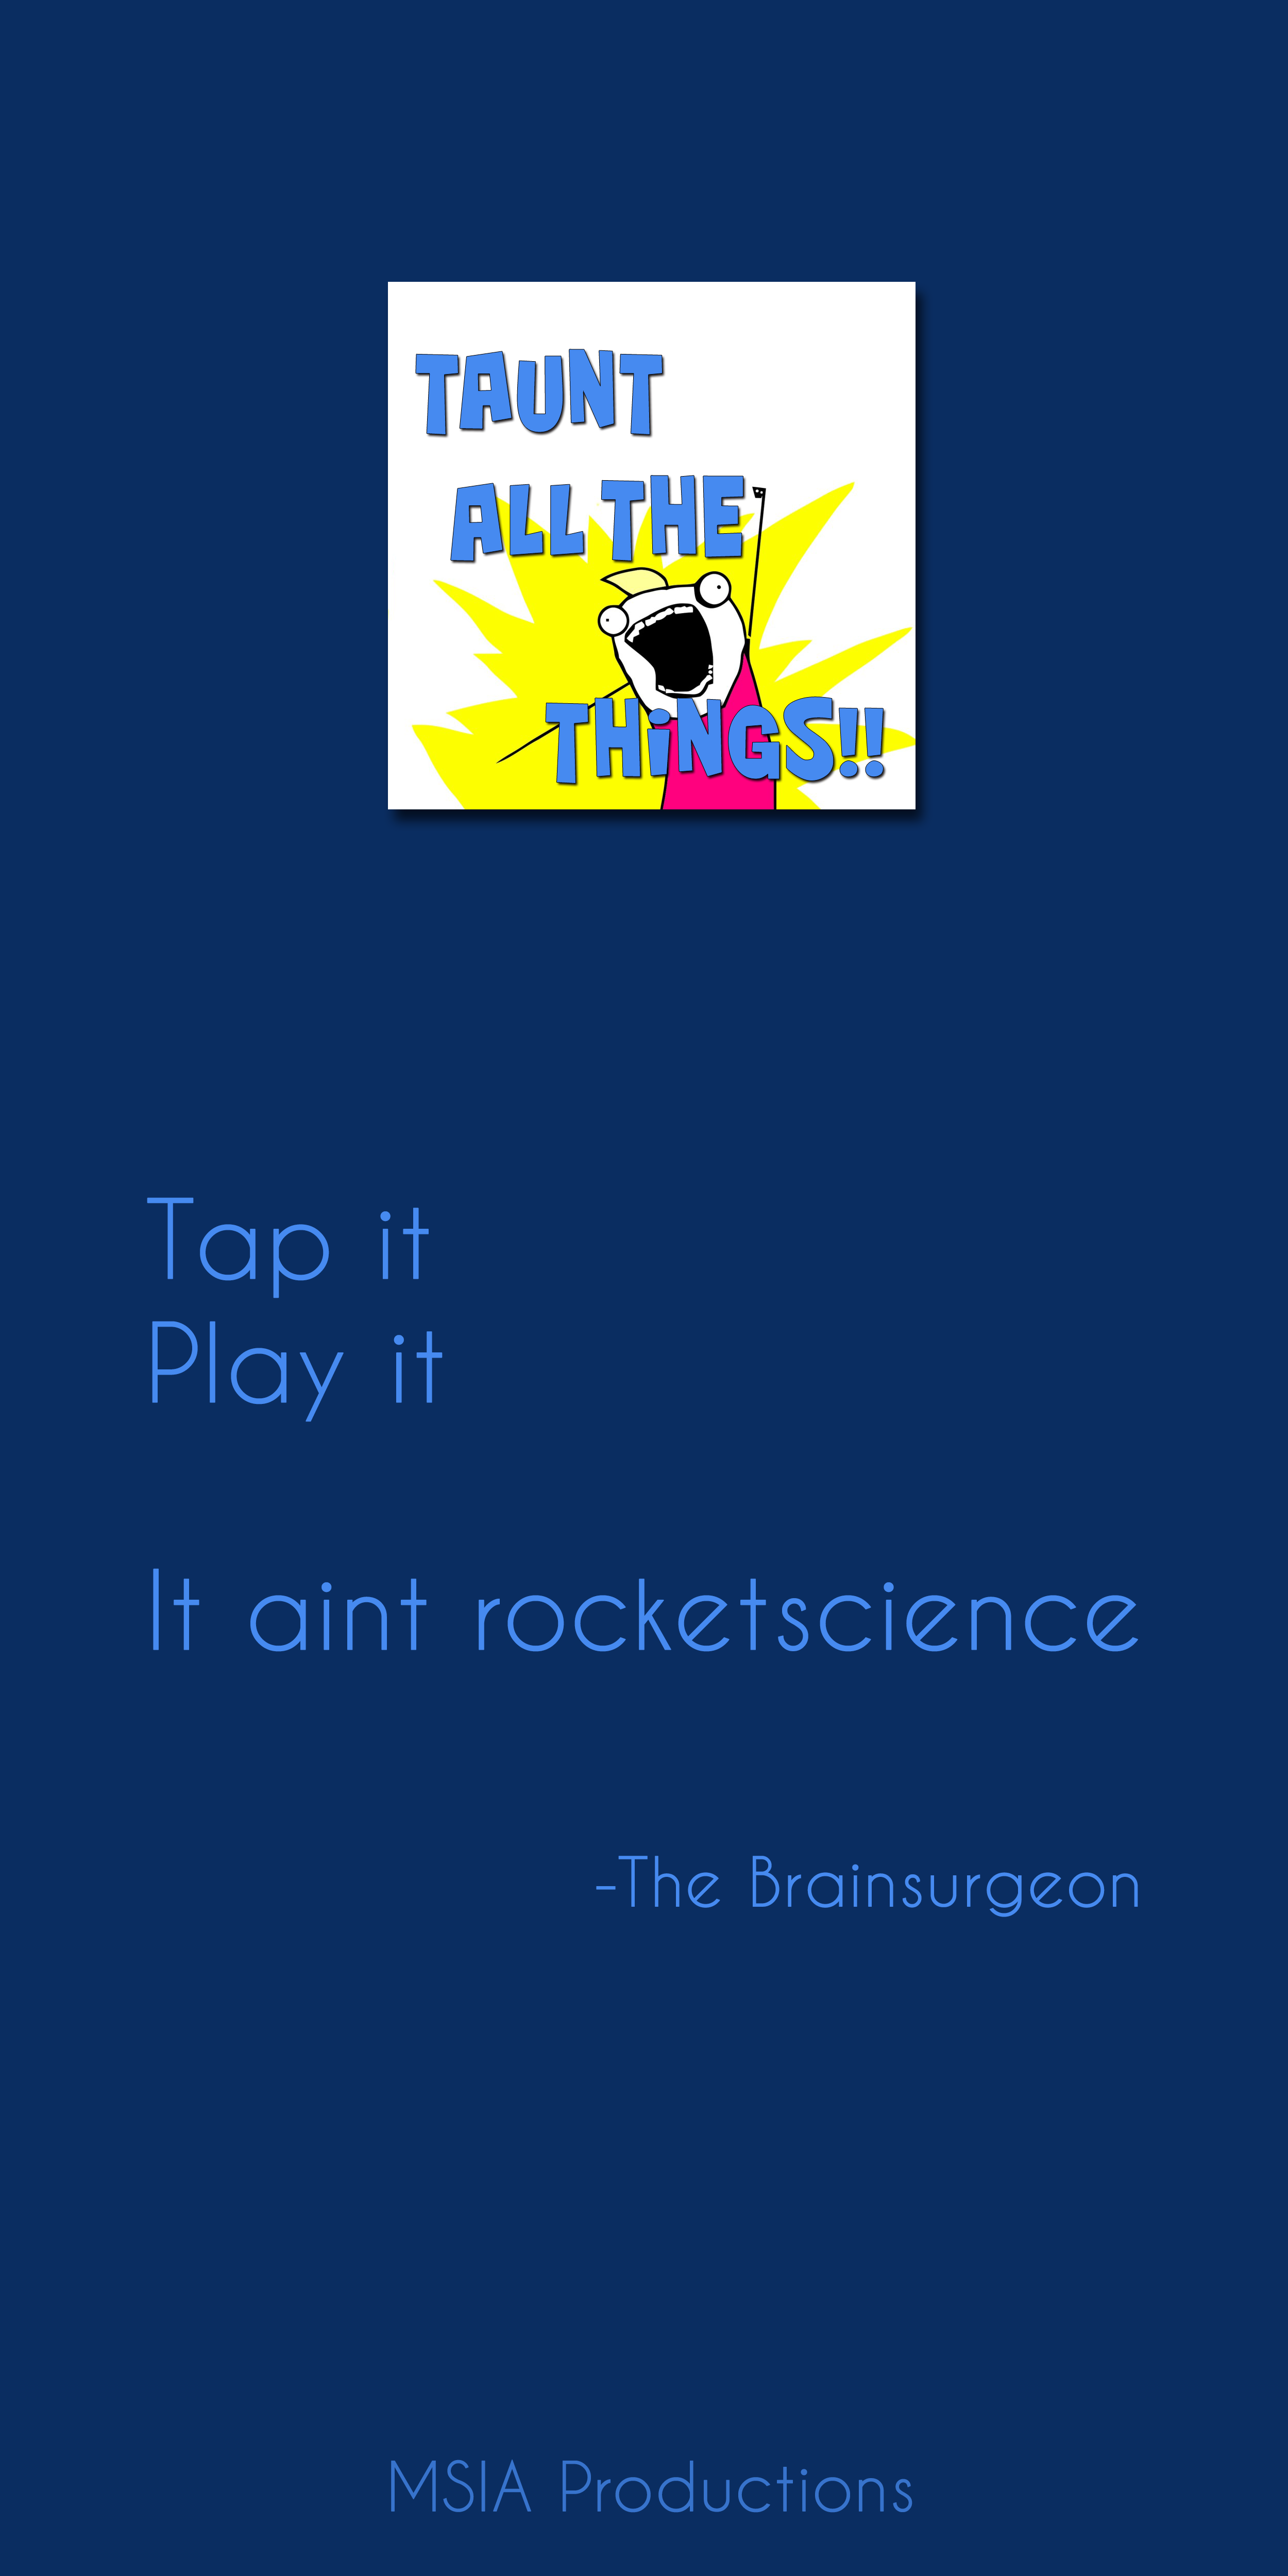 TAUNT
ALL THE
THiNGS!!
Tap it
Play it
It aint rocketscience
-The Brainsurgeon
MSIA Productions